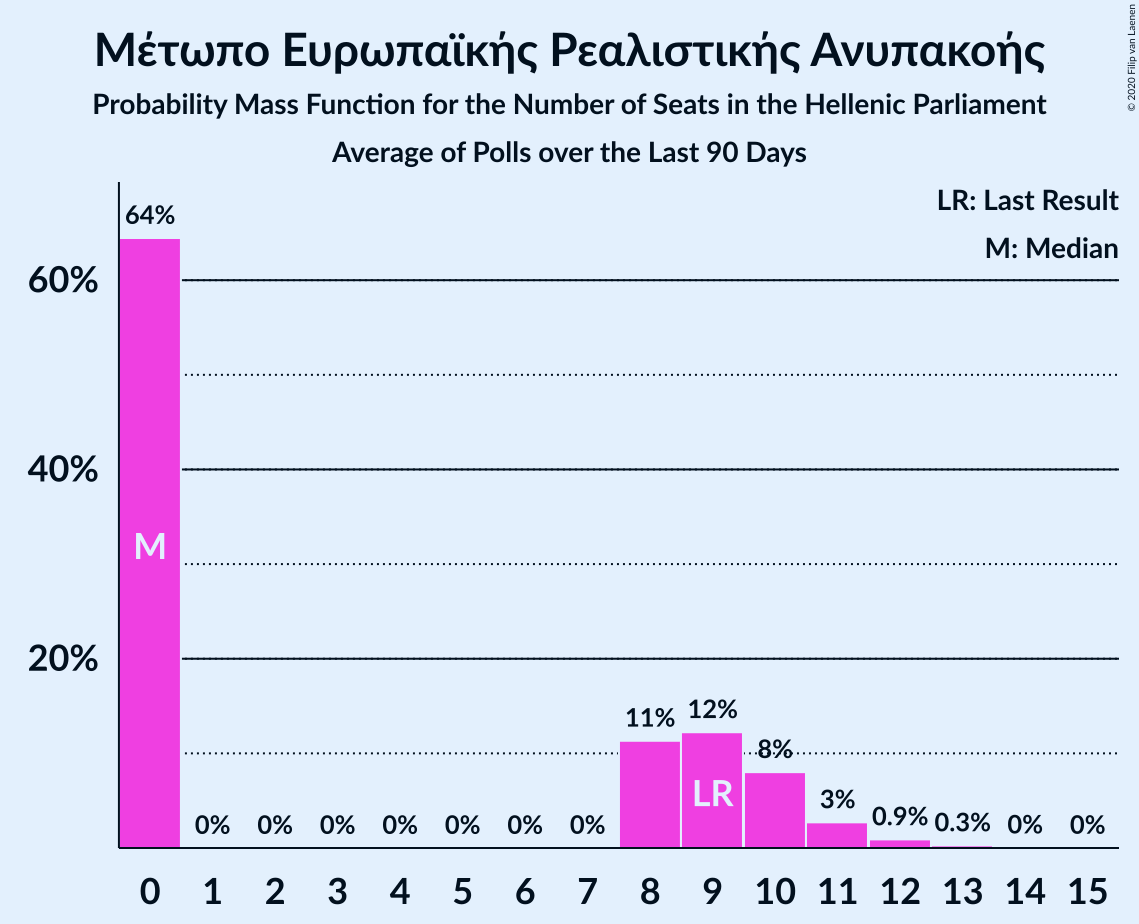 Μέτωπο Ευρωπαϊκής Ρεαλιστικής Ανυπακοής
Probability Mass Function for the Number of Seats in the Hellenic Parliament
Average of Polls over the Last 90 Days
© 2020 Filip van Laenen
LR: Last Result
M: Median
64%
60%
40%
M
20%
12%
11%
8%
LR
3%
0% 0% 0% 0% 0% 0% 0% 0.9% 0.3% 0% 0%
0 1 2 3 4 5 6 7 8 9 10 11 12 13 14 15